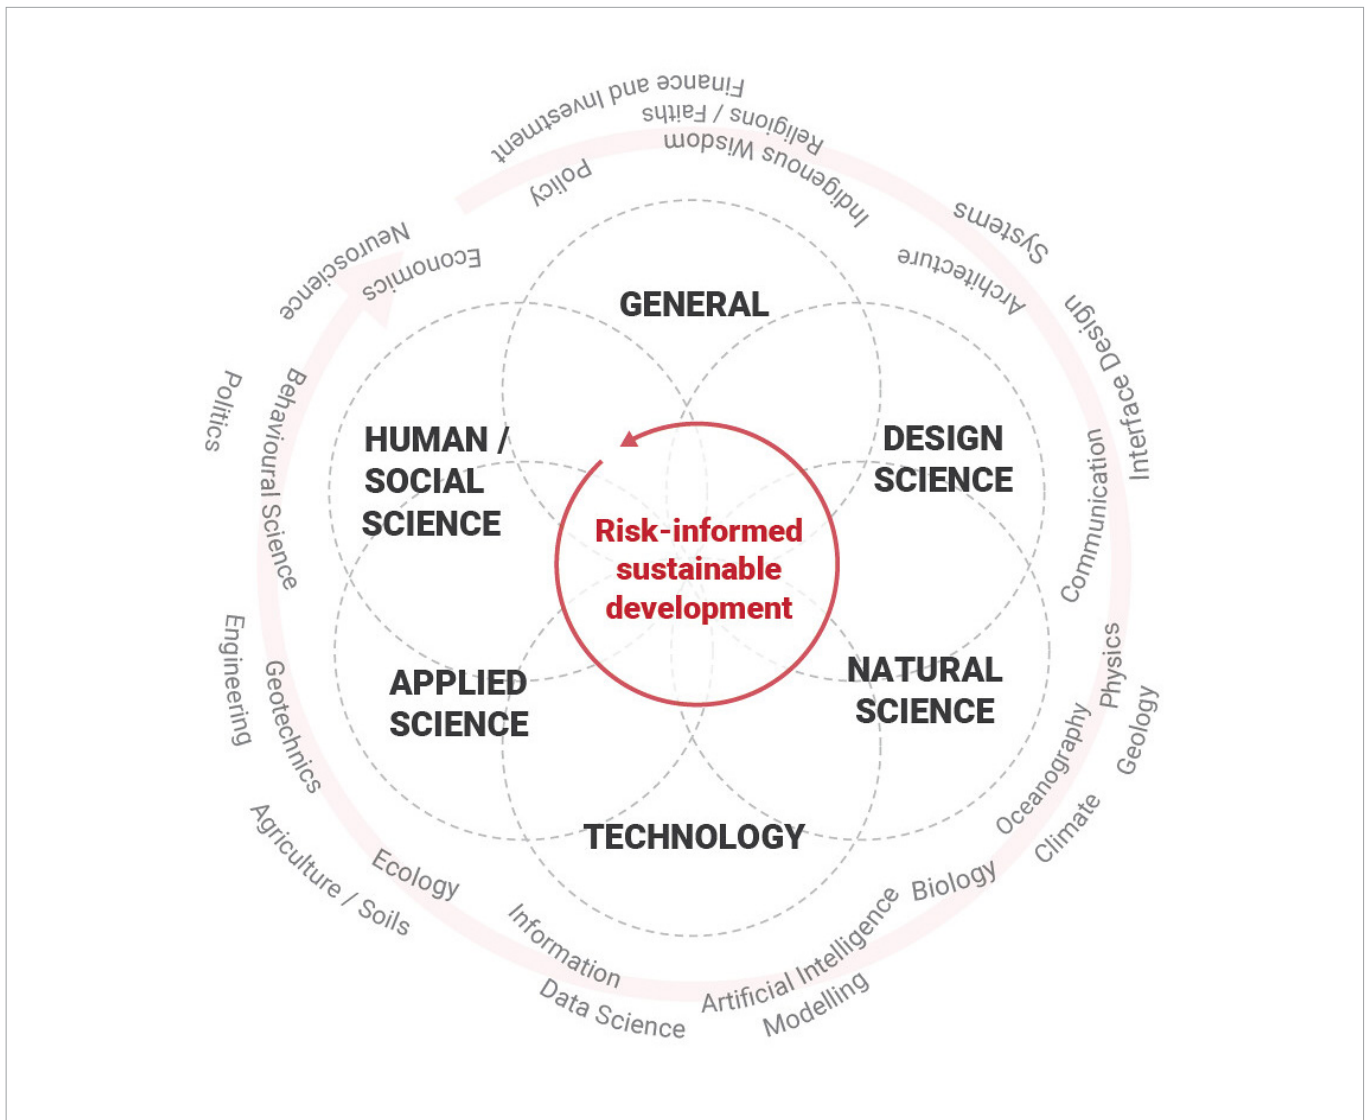 Finance and Investment
Religions / Faiths
Indigenous Wisdom
Policy
Systems
Architecture
Neuroscience
Economics
Interface Design
Communication
Politics
Behavioural Science
GENERAL
HUMAN /
SOCIAL
SCIENCE
DESIGN
SCIENCE
Risk-informed
sustainable
development
APPLIED
SCIENCE
NATURAL
SCIENCE
TECHNOLOGY
Engineering
Geotechnics
Physics
Geology
Oceanography
Climate
Agriculture / Soils
Ecology
Biology
Information
Data Science
Artificial Intelligence
Modelling